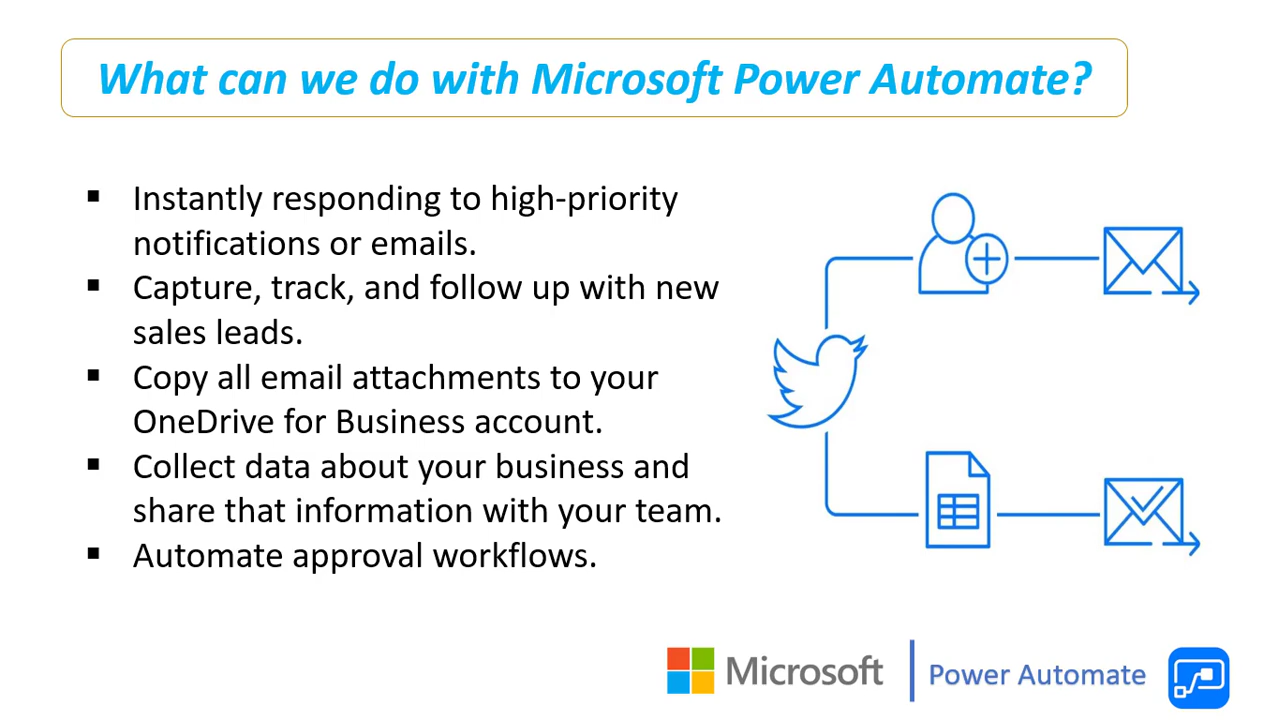 What can we do with Microsoft Power Automate?
▪ Instantly responding to high-priority
notifications or emails.
▪ Capture, track, and follow up with new
sales leads.
▪ Copy all email attachments to your
OneDrive for Business account.
▪ Collect data about your business and
share that information with your team.
▪ Automate approval workflows.
Microsoft | Power Automate